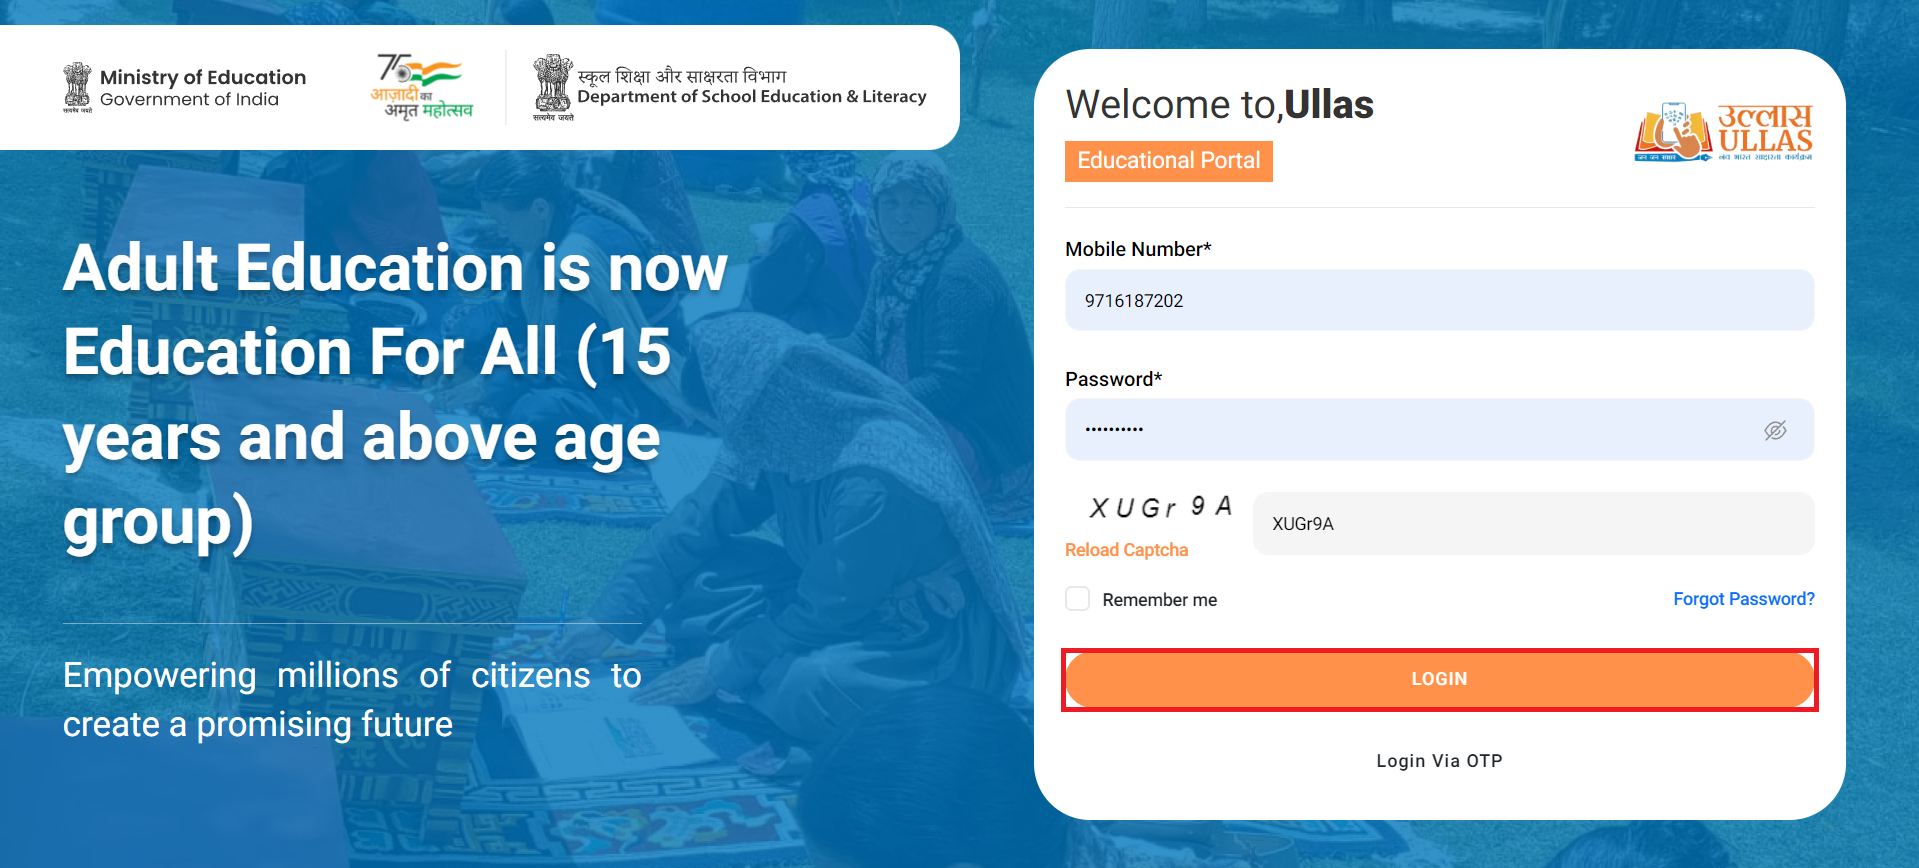 Ministry of Education
Government of India
सत्यमेव जयते
75
आज़ादी का
अमृत महोत्सव
स्कूल शिक्षा और साक्षरता विभाग
Department of School Education & Literacy
सत्यमेव जयते
Adult Education is now
Education For All (15
years and above age
group)
Empowering millions of citizens to
create a promising future
Welcome to,Ullas
Educational Portal
उल्लास
ULLAS
जन जन साक्षर
नव भारत साक्षरता कार्यक्रम
Mobile Number*
9716187202
Password*
••••••••••
XUGr 9A
XUGr9A
Reload Captcha
Remember me
Forgot Password?
LOGIN
Login Via OTP